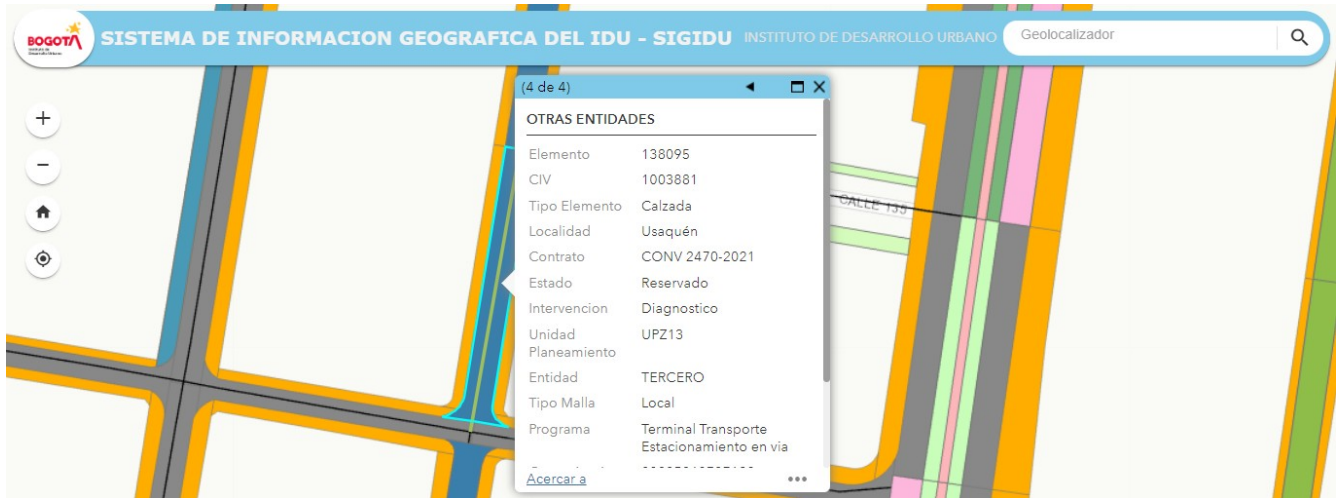 BOGOTÁ
SISTEMA DE INFORMACION GEOGRAFICA DEL IDU - SIGIDU INSTITUTO DE DESARROLLO URBANO
Geolocalizador
(4 de 4)
OTRAS ENTIDADES
Elemento 138095
CIV 1003881
Tipo Elemento Calzada
Localidad Usaquén
Contrato CONV 2470-2021
Estado Reservado
Intervencion Diagnostico
Unidad Planeamiento UPZ13
Entidad TERCERO
Tipo Malla Local
Programa Terminal Transporte
Estacionamiento en via
Acercar a
CALLE 135